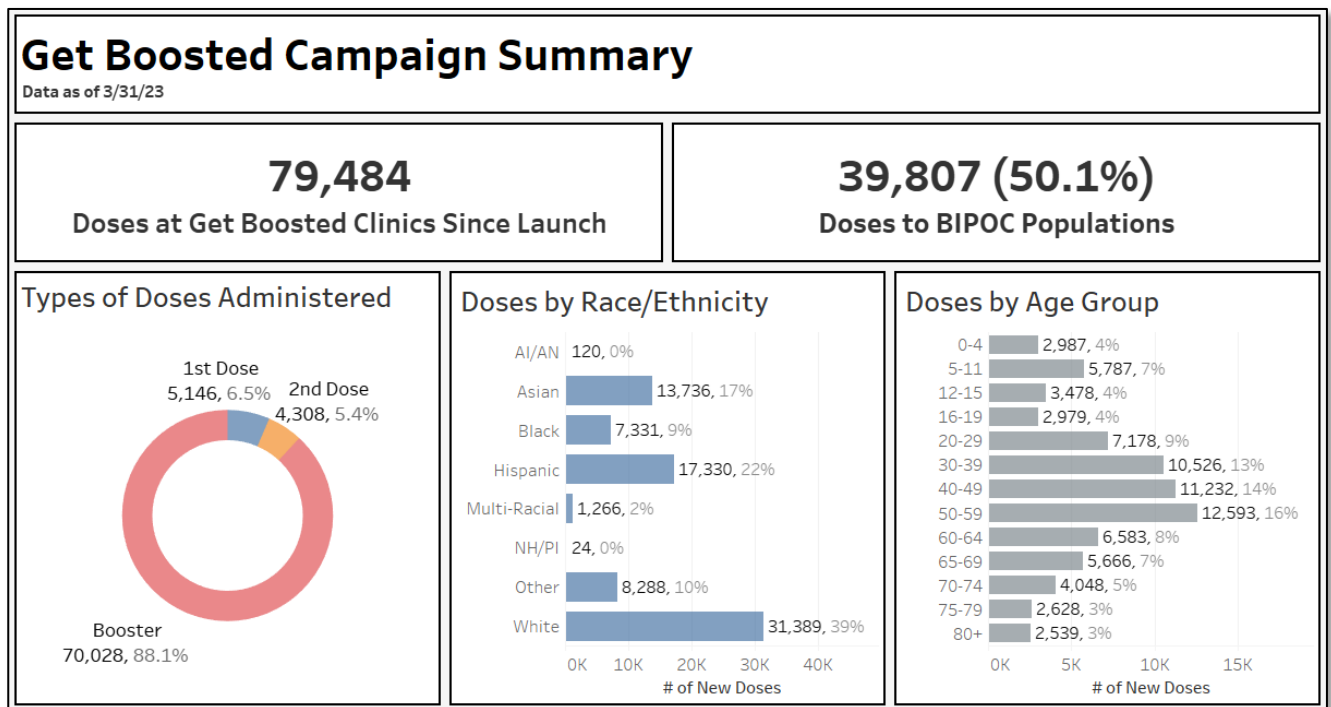 Get Boosted Campaign Summary
Data as of 3/31/23
79,484
Doses at Get Boosted Clinics Since Launch
39,807 (50.1%)
Doses to BIPOC Populations
Types of Doses Administered
1st Dose
5,146, 6.5%
2nd Dose
4,308, 5.4%
Booster
70,028, 88.1%
Doses by Race/Ethnicity
AI/AN 120, 0%
Asian 13,736, 17%
Black 7,331, 9%
Hispanic 17,330, 22%
Multi-Racial 1,266, 2%
NH/PI 24, 0%
Other 8,288, 10%
White 31,389, 39%
0K 10K 20K 30K 40K
# of New Doses
Doses by Age Group
0-4 2,987, 4%
5-11 5,787, 7%
12-15 3,478, 4%
16-19 2,979, 4%
20-29 7,178, 9%
30-39 10,526, 13%
40-49 11,232, 14%
50-59 12,593, 16%
60-64 6,583, 8%
65-69 5,666, 7%
70-74 4,048, 5%
75-79 2,628, 3%
80+ 2,539, 3%
0K 5K 10K 15K
# of New Doses